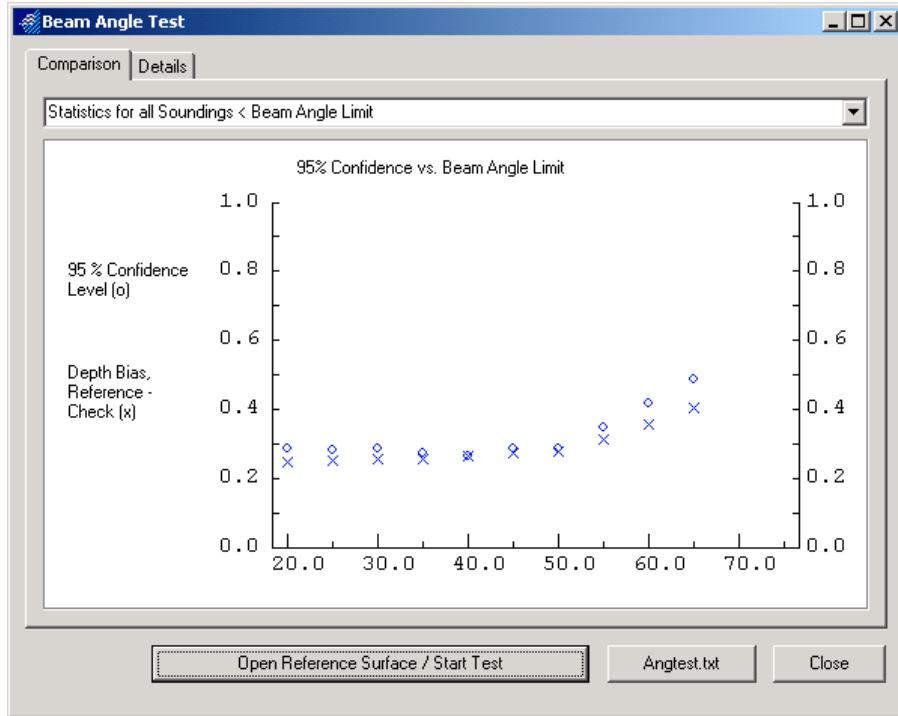 Beam Angle Test
Comparison
Details
Statistics for all Soundings < Beam Angle Limit
95% Confidence vs. Beam Angle Limit
1.0
1.0
95 % Confidence
Level (o)
0.8
0.8
0.6
0.6
Depth Bias,
Reference -
Check (x)
0.4
0.4
0.2
0.2
0.0
0.0
20.0 30.0 40.0 50.0 60.0 70.0
Open Reference Surface / Start Test
Angtest.txt
Close